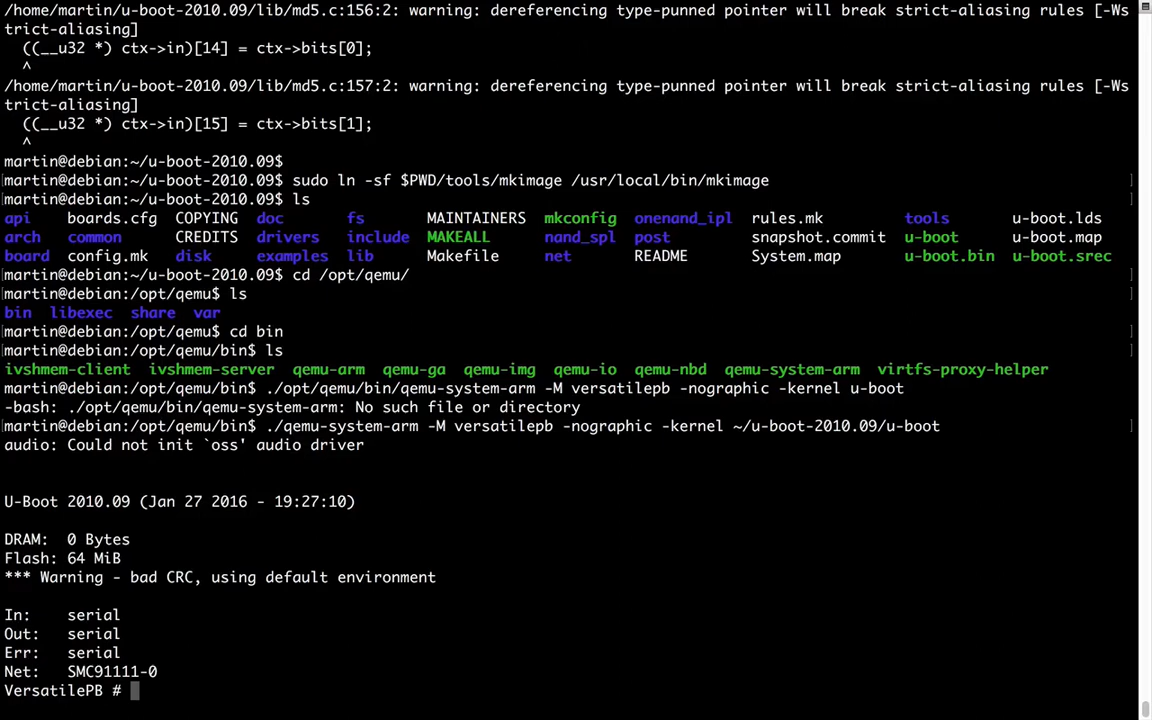 /home/martin/u-boot-2010.09/lib/md5.c:156:2: warning: dereferencing type-punned pointer will break strict-aliasing rules [-Ws
trict-aliasing]
  ((__u32 *) ctx->in)[14] = ctx->bits[0];
  ^
/home/martin/u-boot-2010.09/lib/md5.c:157:2: warning: dereferencing type-punned pointer will break strict-aliasing rules [-Ws
trict-aliasing]
  ((__u32 *) ctx->in)[15] = ctx->bits[1];
  ^
martin@debian:~/u-boot-2010.09$
martin@debian:~/u-boot-2010.09$ sudo ln -sf $PWD/tools/mkimage /usr/local/bin/mkimage
martin@debian:~/u-boot-2010.09$ ls
api    boards.cfg  COPYING  doc       fs       MAINTAINERS  mkconfig  onenand_ipl  rules.mk         tools       u-boot.lds
arch   common      CREDITS  drivers   include  MAKEALL      nand_spl  post         snapshot.commit  u-boot      u-boot.map
board  config.mk   disk     examples  lib      Makefile     net       README       System.map       u-boot.bin  u-boot.srec
martin@debian:~/u-boot-2010.09$ cd /opt/qemu/
martin@debian:/opt/qemu$ ls
bin  libexec  share  var
martin@debian:/opt/qemu$ cd bin
martin@debian:/opt/qemu/bin$ ls
ivshmem-client  ivshmem-server  qemu-arm  qemu-ga  qemu-img  qemu-io  qemu-nbd  qemu-system-arm  virtfs-proxy-helper
martin@debian:/opt/qemu/bin$ ./opt/qemu/bin/qemu-system-arm -M versatilepb -nographic -kernel u-boot
-bash: ./opt/qemu/bin/qemu-system-arm: No such file or directory
martin@debian:/opt/qemu/bin$ ./qemu-system-arm -M versatilepb -nographic -kernel ~/u-boot-2010.09/u-boot
audio: Could not init `oss' audio driver
U-Boot 2010.09 (Jan 27 2016 - 19:27:10)
DRAM:  0 Bytes
Flash: 64 MiB
*** Warning - bad CRC, using default environment
In:    serial
Out:   serial
Err:   serial
Net:   SMC91111-0
VersatilePB #